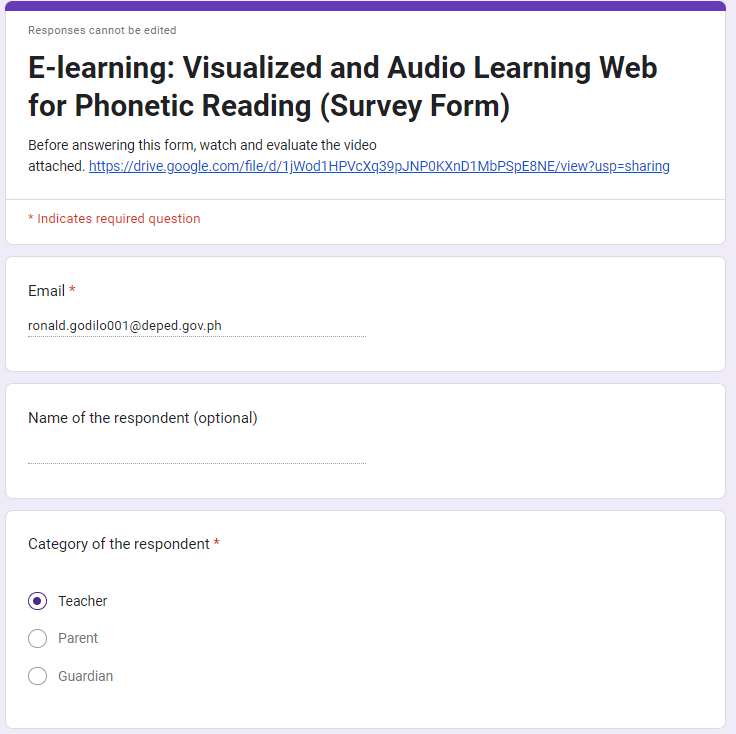 Responses cannot be edited
E-learning: Visualized and Audio Learning Web
for Phonetic Reading (Survey Form)
Before answering this form, watch and evaluate the video
attached. https://drive.google.com/file/d/1jWod1HPVcXq39pJNP0KXnD1MbPSpE8NE/view?usp=sharing
* Indicates required question
Email *
ronald.godilo001@deped.gov.ph
Name of the respondent (optional)
Category of the respondent *
Teacher
Parent
Guardian